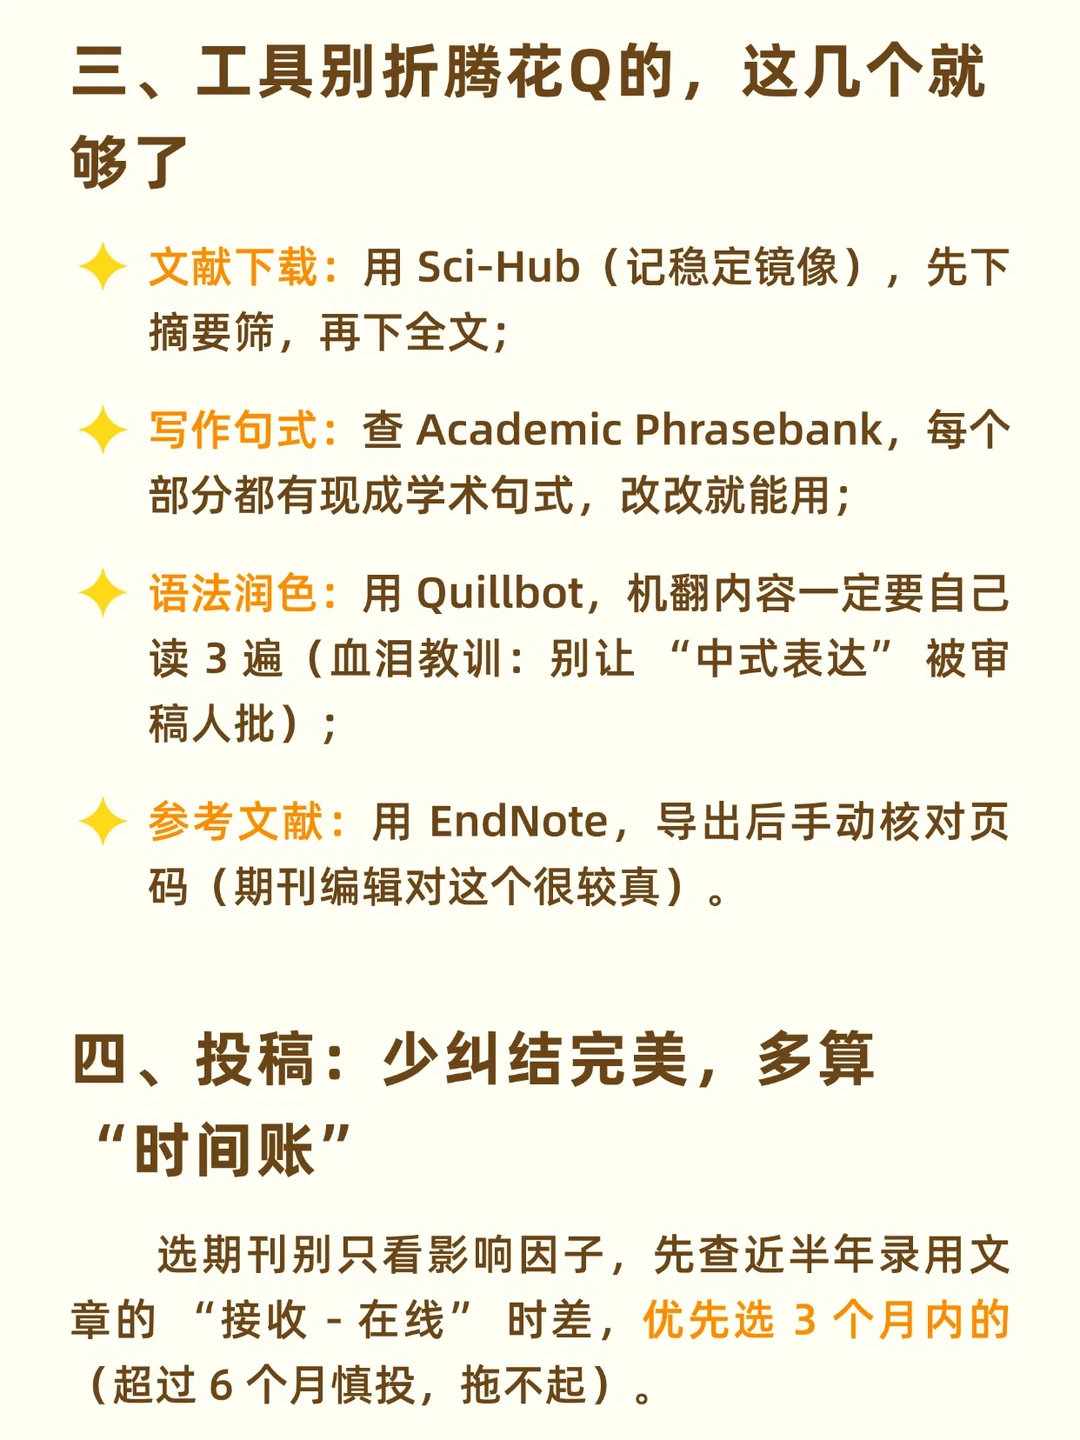 三、工具别折腾花Q的，这几个就
够了
文献下载：用 Sci-Hub（记稳定镜像），先下
摘要筛，再下全文；
写作句式：查 Academic Phrasebank，每个
部分都有现成学术句式，改改就能用；
语法润色：用 Quillbot，机翻内容一定要自己
读 3 遍（血泪教训：别让 “中式表达” 被审
稿人批）；
参考文献：用 EndNote，导出后手动核对页
码（期刊编辑对这个很较真）。
四、投稿：少纠结完美，多算
“时间账”
选期刊别只看影响因子，先查近半年录用文
章的 “接收 - 在线” 时差，优先选 3 个月内的
（超过 6 个月慎投，拖不起）。